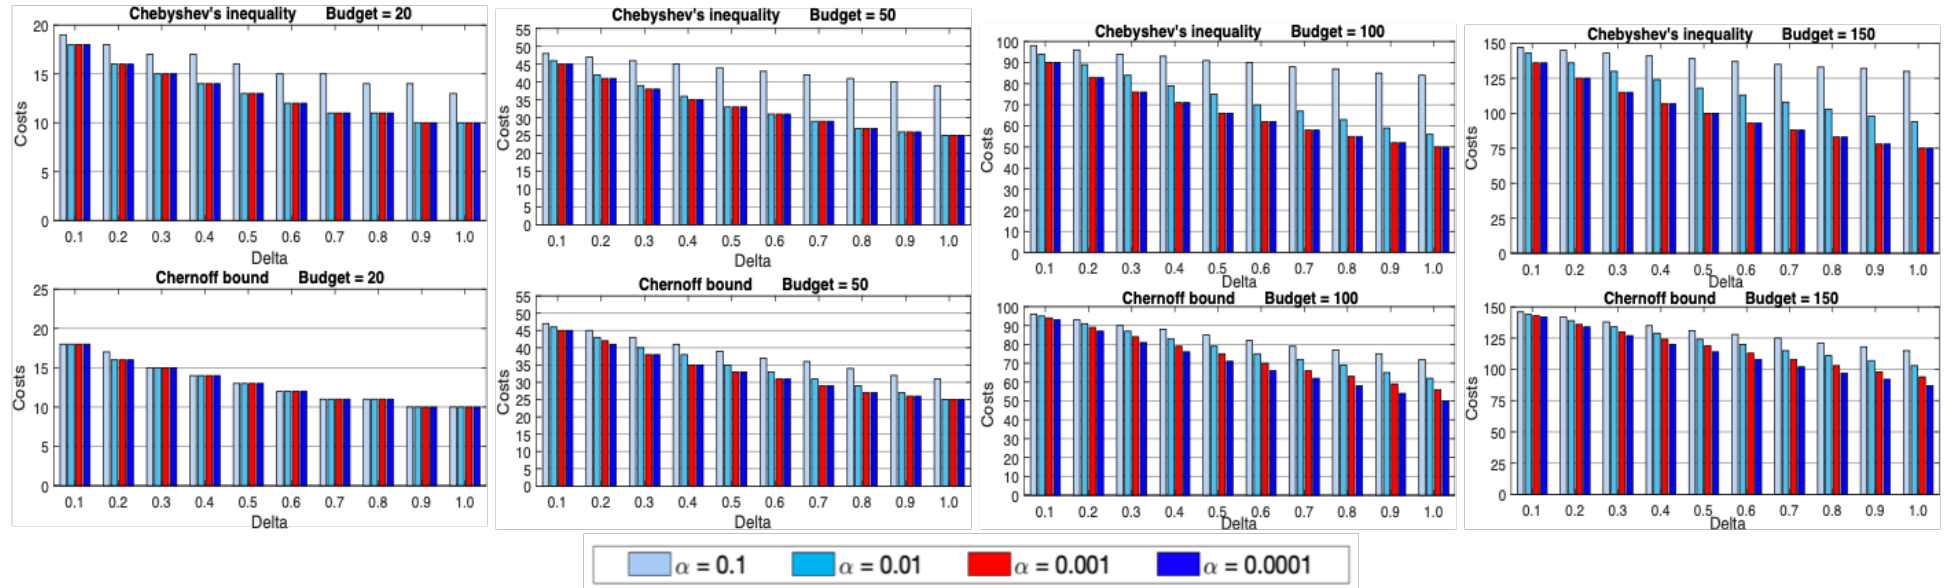 Chebyshev's inequality Budget = 20
20
15
10
5
0
Costs
0.1 0.2 0.3 0.4 0.5 0.6 0.7 0.8 0.9 1.0
Delta
Chernoff bound Budget = 20
25
20
15
10
5
0
Costs
0.1 0.2 0.3 0.4 0.5 0.6 0.7 0.8 0.9 1.0
Delta
Chebyshev's inequality Budget = 50
55
50
45
40
35
30
25
20
15
10
5
0
Costs
0.1 0.2 0.3 0.4 0.5 0.6 0.7 0.8 0.9 1.0
Delta
Chernoff bound Budget = 50
55
50
45
40
35
30
25
20
15
10
5
0
Costs
0.1 0.2 0.3 0.4 0.5 0.6 0.7 0.8 0.9 1.0
Delta
Chebyshev's inequality Budget = 100
100
90
80
70
60
50
40
30
20
10
0
Costs
0.1 0.2 0.3 0.4 0.5 0.6 0.7 0.8 0.9 1.0
Delta
Chernoff bound Budget = 100
100
90
80
70
60
50
40
30
20
10
0
Costs
0.1 0.2 0.3 0.4 0.5 0.6 0.7 0.8 0.9 1.0
Delta
Chebyshev's inequality Budget = 150
150
125
100
75
50
25
0
Costs
0.1 0.2 0.3 0.4 0.5 0.6 0.7 0.8 0.9 1.0
Delta
Chernoff bound Budget = 150
150
125
100
75
50
25
0
Costs
0.1 0.2 0.3 0.4 0.5 0.6 0.7 0.8 0.9 1.0
Delta
α = 0.1 α = 0.01 α = 0.001 α = 0.0001